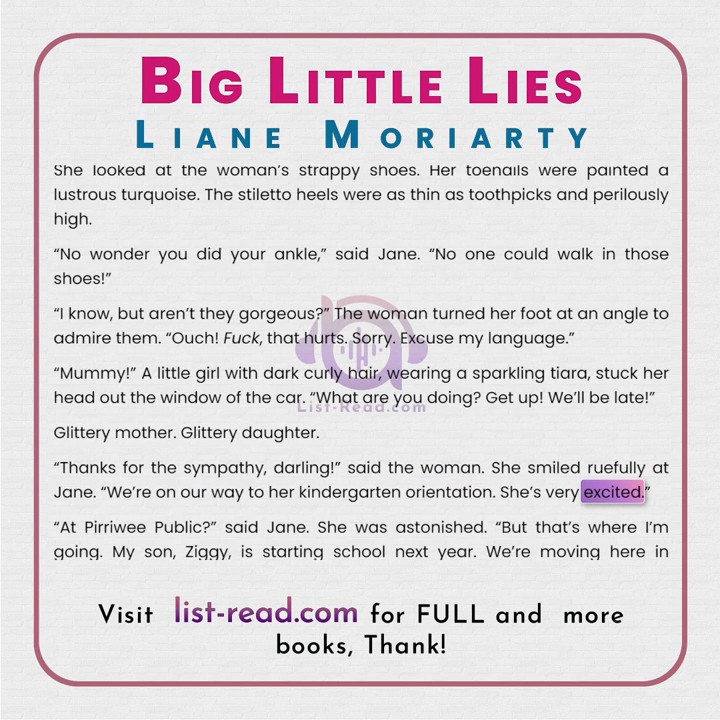 BIG LITTLE LIES
LIANE MORIARTY
She looked at the woman's strappy shoes. Her toenails were painted a
lustrous turquoise. The stiletto heels were as thin as toothpicks and perilously
high.
“No wonder you did your ankle,” said Jane. “No one could walk in those
shoes!”
“I know, but aren't they gorgeous?” The woman turned her foot at an angle to
admire them. “Ouch! Fuck, that hurts. Sorry. Excuse my language.”
“Mummy!” A little girl with dark curly hair, wearing a sparkling tiara, stuck her
head out the window of the car. “What are you doing? Get up! We'll be late!”
List-Read.com
Glittery mother. Glittery daughter.
“Thanks for the sympathy, darling!” said the woman. She smiled ruefully at
Jane. “We're on our way to her kindergarten orientation. She's very excited.”
“At Pirriwee Public?” said Jane. She was astonished. “But that's where I'm
going. My son, Ziggy, is starting school next year. We're moving here in
Visit list-read.com for FULL and more
books, Thank!